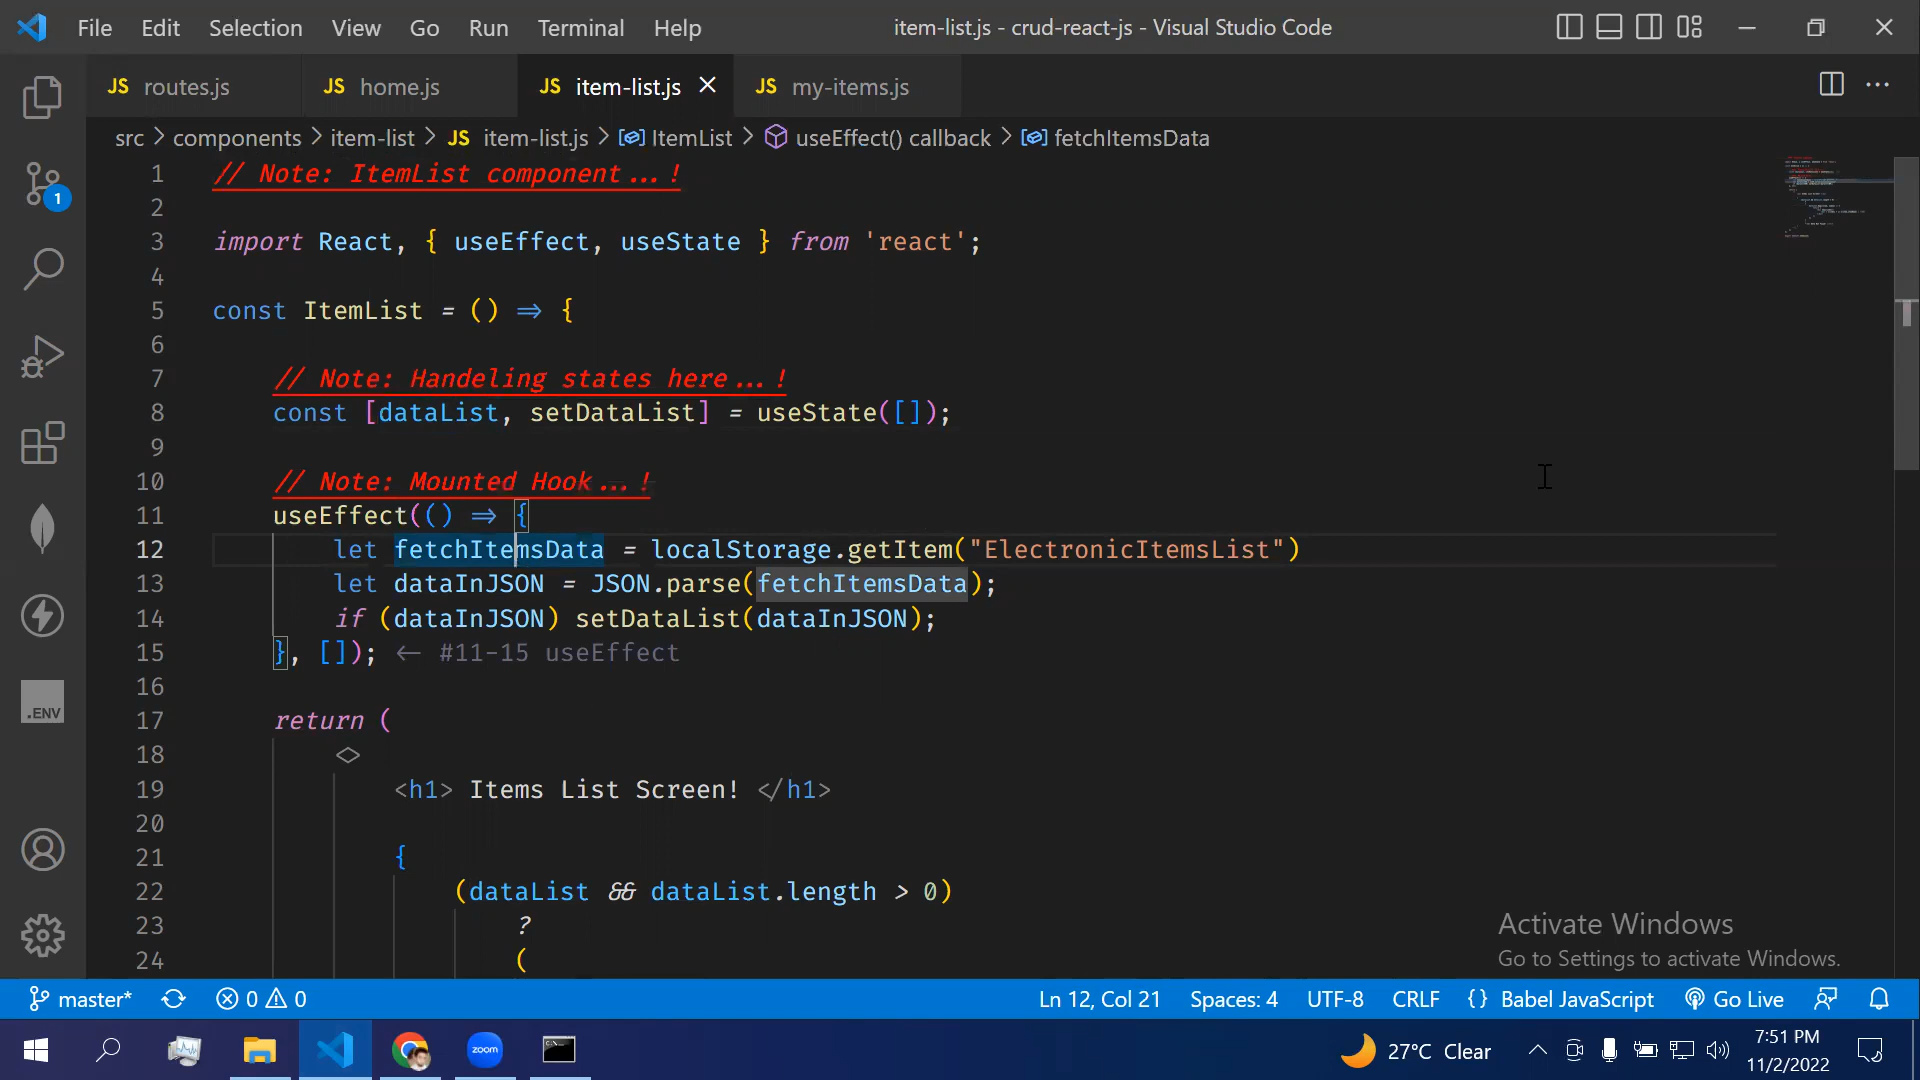 File Edit Selection View Go Run Terminal Help item-list.js - crud-react-js - Visual Studio Code
JS routes.js JS home.js JS item-list.js JS my-items.js
src > components > item-list > JS item-list.js > ItemList > useEffect() callback > fetchItemsData
1 // Note: ItemList component...!
2
3 import React, { useEffect, useState } from 'react';
4
5 const ItemList = () => {
6
7 // Note: Handeling states here...!
8 const [dataList, setDataList] = useState([]);
9
10 // Note: Mounted Hook...!
11 useEffect(() => {
12 let fetchItemsData = localStorage.getItem("ElectronicItemsList")
13 let dataInJSON = JSON.parse(fetchItemsData);
14 if (dataInJSON) setDataList(dataInJSON);
15 }, []); <- #11-15 useEffect
16
17 return (
18 <>
19 <h1> Items List Screen! </h1>
20
21 {
22 (dataList && dataList.length > 0)
23 ?
24 (
1
.ENV
Activate Windows
Go to Settings to activate Windows.
master* 0 0 Ln 12, Col 21 Spaces: 4 UTF-8 CRLF {} Babel JavaScript Go Live
zoom 27°C Clear 7:51 PM
11/2/2022